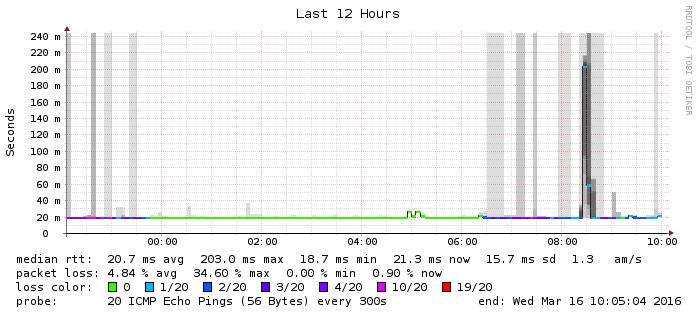 Last 12 Hours
RRDTOOL / TOBI OETIKER
Seconds
240 m
220 m
200 m
180 m
160 m
140 m
120 m
100 m
80 m
60 m
40 m
20 m
0
00:00 02:00 04:00 06:00 08:00 10:00
median rtt: 20.7 ms avg 203.0 ms max 18.7 ms min 21.3 ms now 15.7 ms sd 1.3 am/s
packet loss: 4.84 % avg 34.60 % max 0.00 % min 0.90 % now
loss color: 0 1/20 2/20 3/20 4/20 10/20 19/20
probe: 20 ICMP Echo Pings (56 Bytes) every 300s end: Wed Mar 16 10:05:04 2016